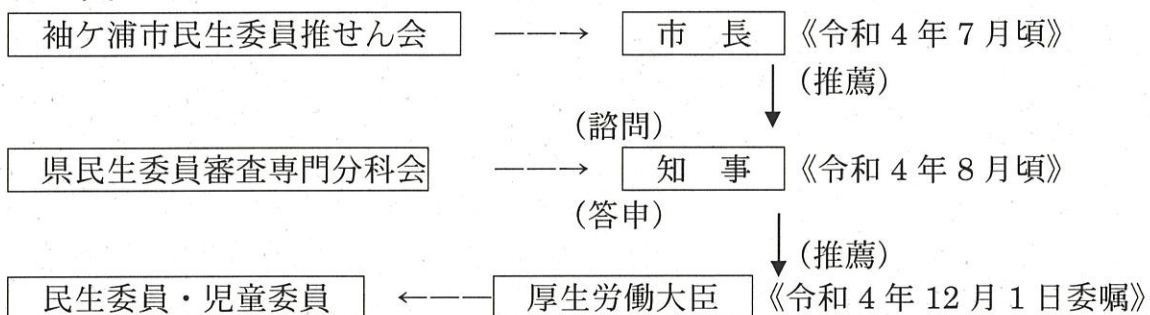 袖ケ浦市民生委員推せん会 ――→ 市 長 《令和4年7月頃》
(推薦)
(諮問)
県民生委員審査専門分科会 ――→ 知 事 《令和4年8月頃》
(答申)
(推薦)
民生委員・児童委員 ←―― 厚生労働大臣 《令和4年12月1日委嘱》